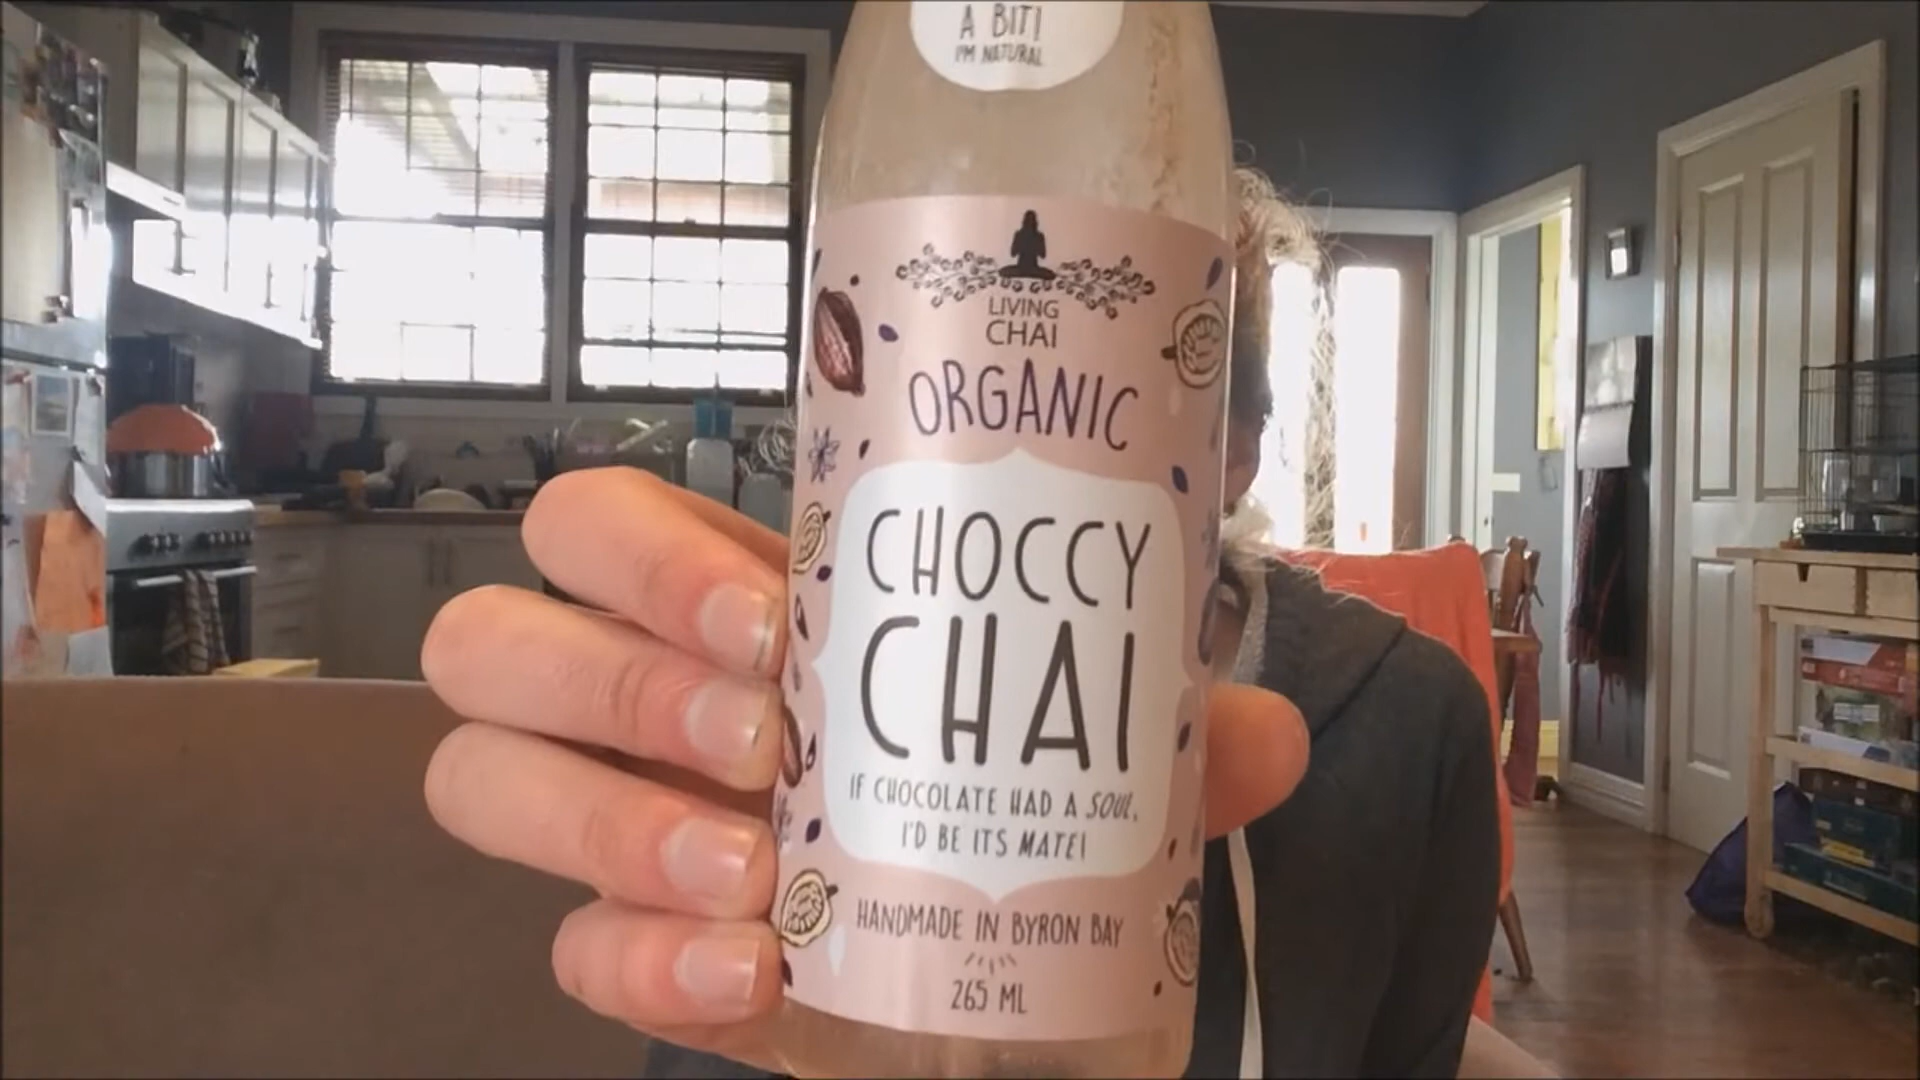 A BIT!
I'M NATURAL
LIVING
CHAI
ORGANIC
CHOCCY
CHAI
IF CHOCOLATE HAD A SOUL,
I'D BE ITS MATE!
HANDMADE IN BYRON BAY
265 ML